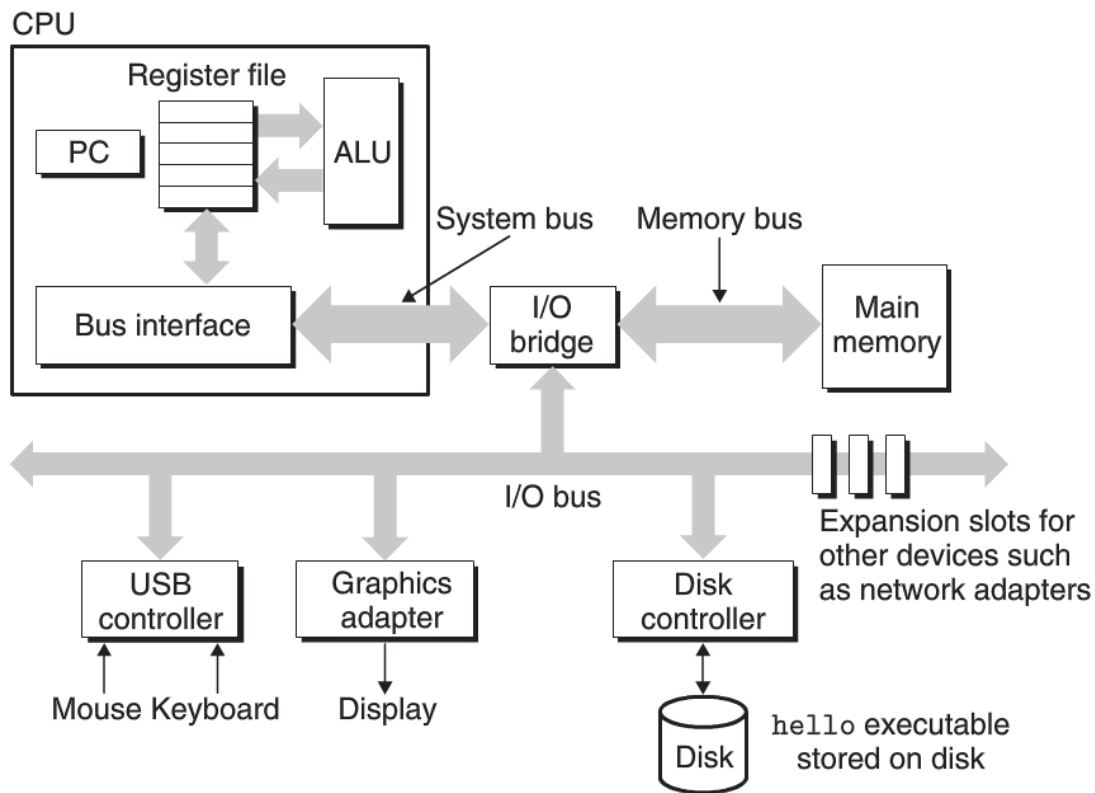 CPU
Register file
PC
ALU
System bus
Memory bus
Bus interface
I/O
bridge
Main
memory
I/O bus
Expansion slots for
other devices such
as network adapters
USB
controller
Graphics
adapter
Disk
controller
Mouse Keyboard
Display
Disk
hello executable
stored on disk